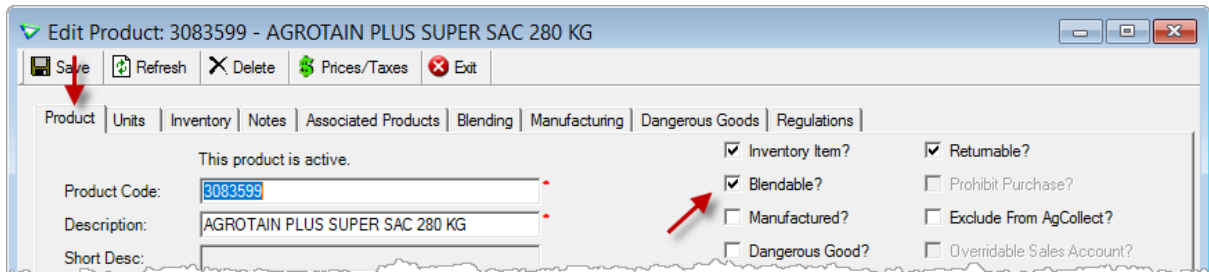 Edit Product: 3083599 - AGROTAIN PLUS SUPER SAC 280 KG
Save Refresh Delete Prices/Taxes Exit
Product Units Inventory Notes Associated Products Blending Manufacturing Dangerous Goods Regulations
This product is active. Inventory Item? Returnable?
Product Code: 3083599 * Blendable? Prohibit Purchase?
Description: AGROTAIN PLUS SUPER SAC 280 KG * Manufactured? Exclude From AgCollect?
Short Desc: Dangerous Good? Overridable Sales Account?